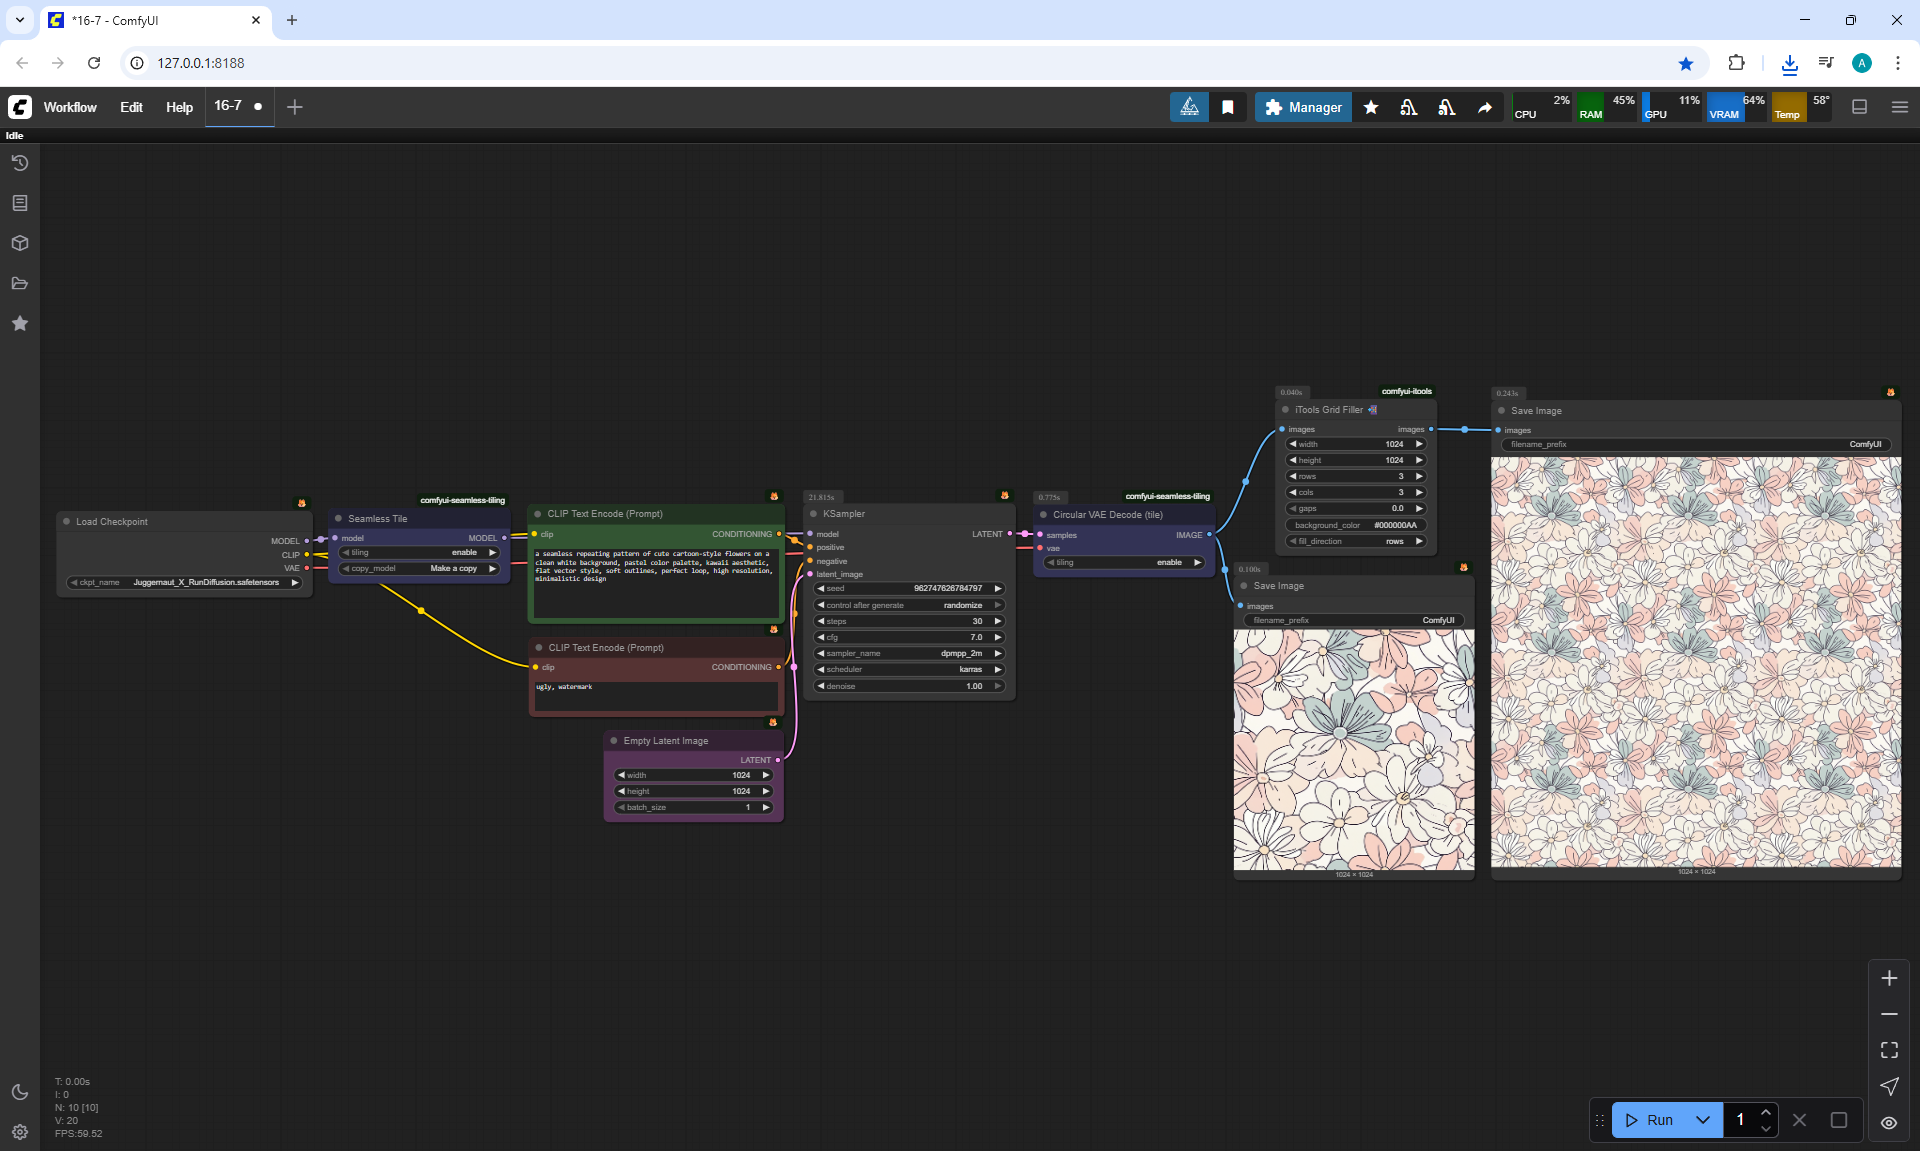 *16-7 - ComfyUI
127.0.0.1:8188
Workflow
Edit
Help
16-7
Manager
CPU 2%
RAM 45%
GPU 11%
VRAM 64%
Temp 58°
Idle
Load Checkpoint
MODEL
CLIP
VAE
ckpt_name Juggernaut_X_RunDiffusion.safetensors
comfyui-seamless-tiling
Seamless Tile
model MODEL
tiling enable
copy_model Make a copy
CLIP Text Encode (Prompt)
clip CONDITIONING
a seamless repeating pattern of cute cartoon-style flowers on a
clean white background, pastel color palette, kawaii aesthetic,
flat vector style, soft outlines, perfect loop, high resolution,
minimalistic design
CLIP Text Encode (Prompt)
clip CONDITIONING
ugly, watermark
Empty Latent Image
LATENT
width 1024
height 1024
batch_size 1
21.815s
KSampler
model LATENT
positive
negative
latent_image
seed 962747626784797
control after generate randomize
steps 30
cfg 7.0
sampler_name dpmpp_2m
scheduler karras
denoise 1.00
0.775s
comfyui-seamless-tiling
Circular VAE Decode (tile)
samples IMAGE
vae
tiling enable
0.040s
comfyui-itools
iTools Grid Filler
images images
width 1024
height 1024
rows 3
cols 3
gaps 0.0
background_color #000000AA
fill_direction rows
0.100s
Save Image
images
filename_prefix ComfyUI
1024 × 1024
0.243s
Save Image
images
filename_prefix ComfyUI
1024 × 1024
T: 0.00s
I: 0
N: 10 [10]
V: 20
FPS:59.52
Run
1
A